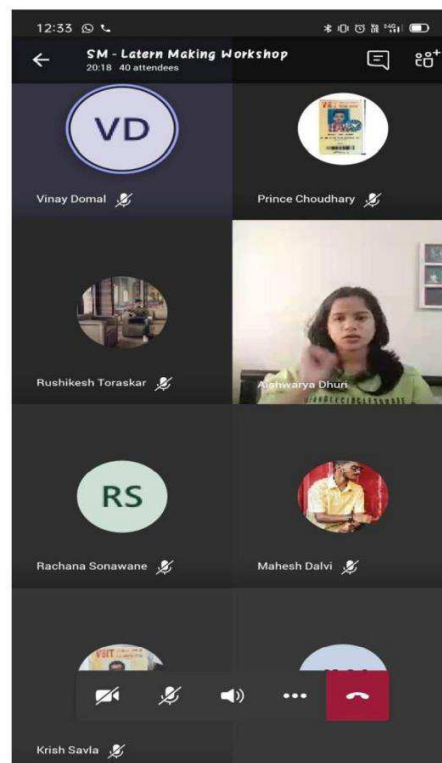 12:33
SM - Latern Making Workshop
20:18 40 attendees
VD
Vinay Domal
Prince Choudhary
Rushikesh Toraskar
Aishwarya Dhuri
RS
Rachana Sonawane
Mahesh Dalvi
VSIT
Krish Savla